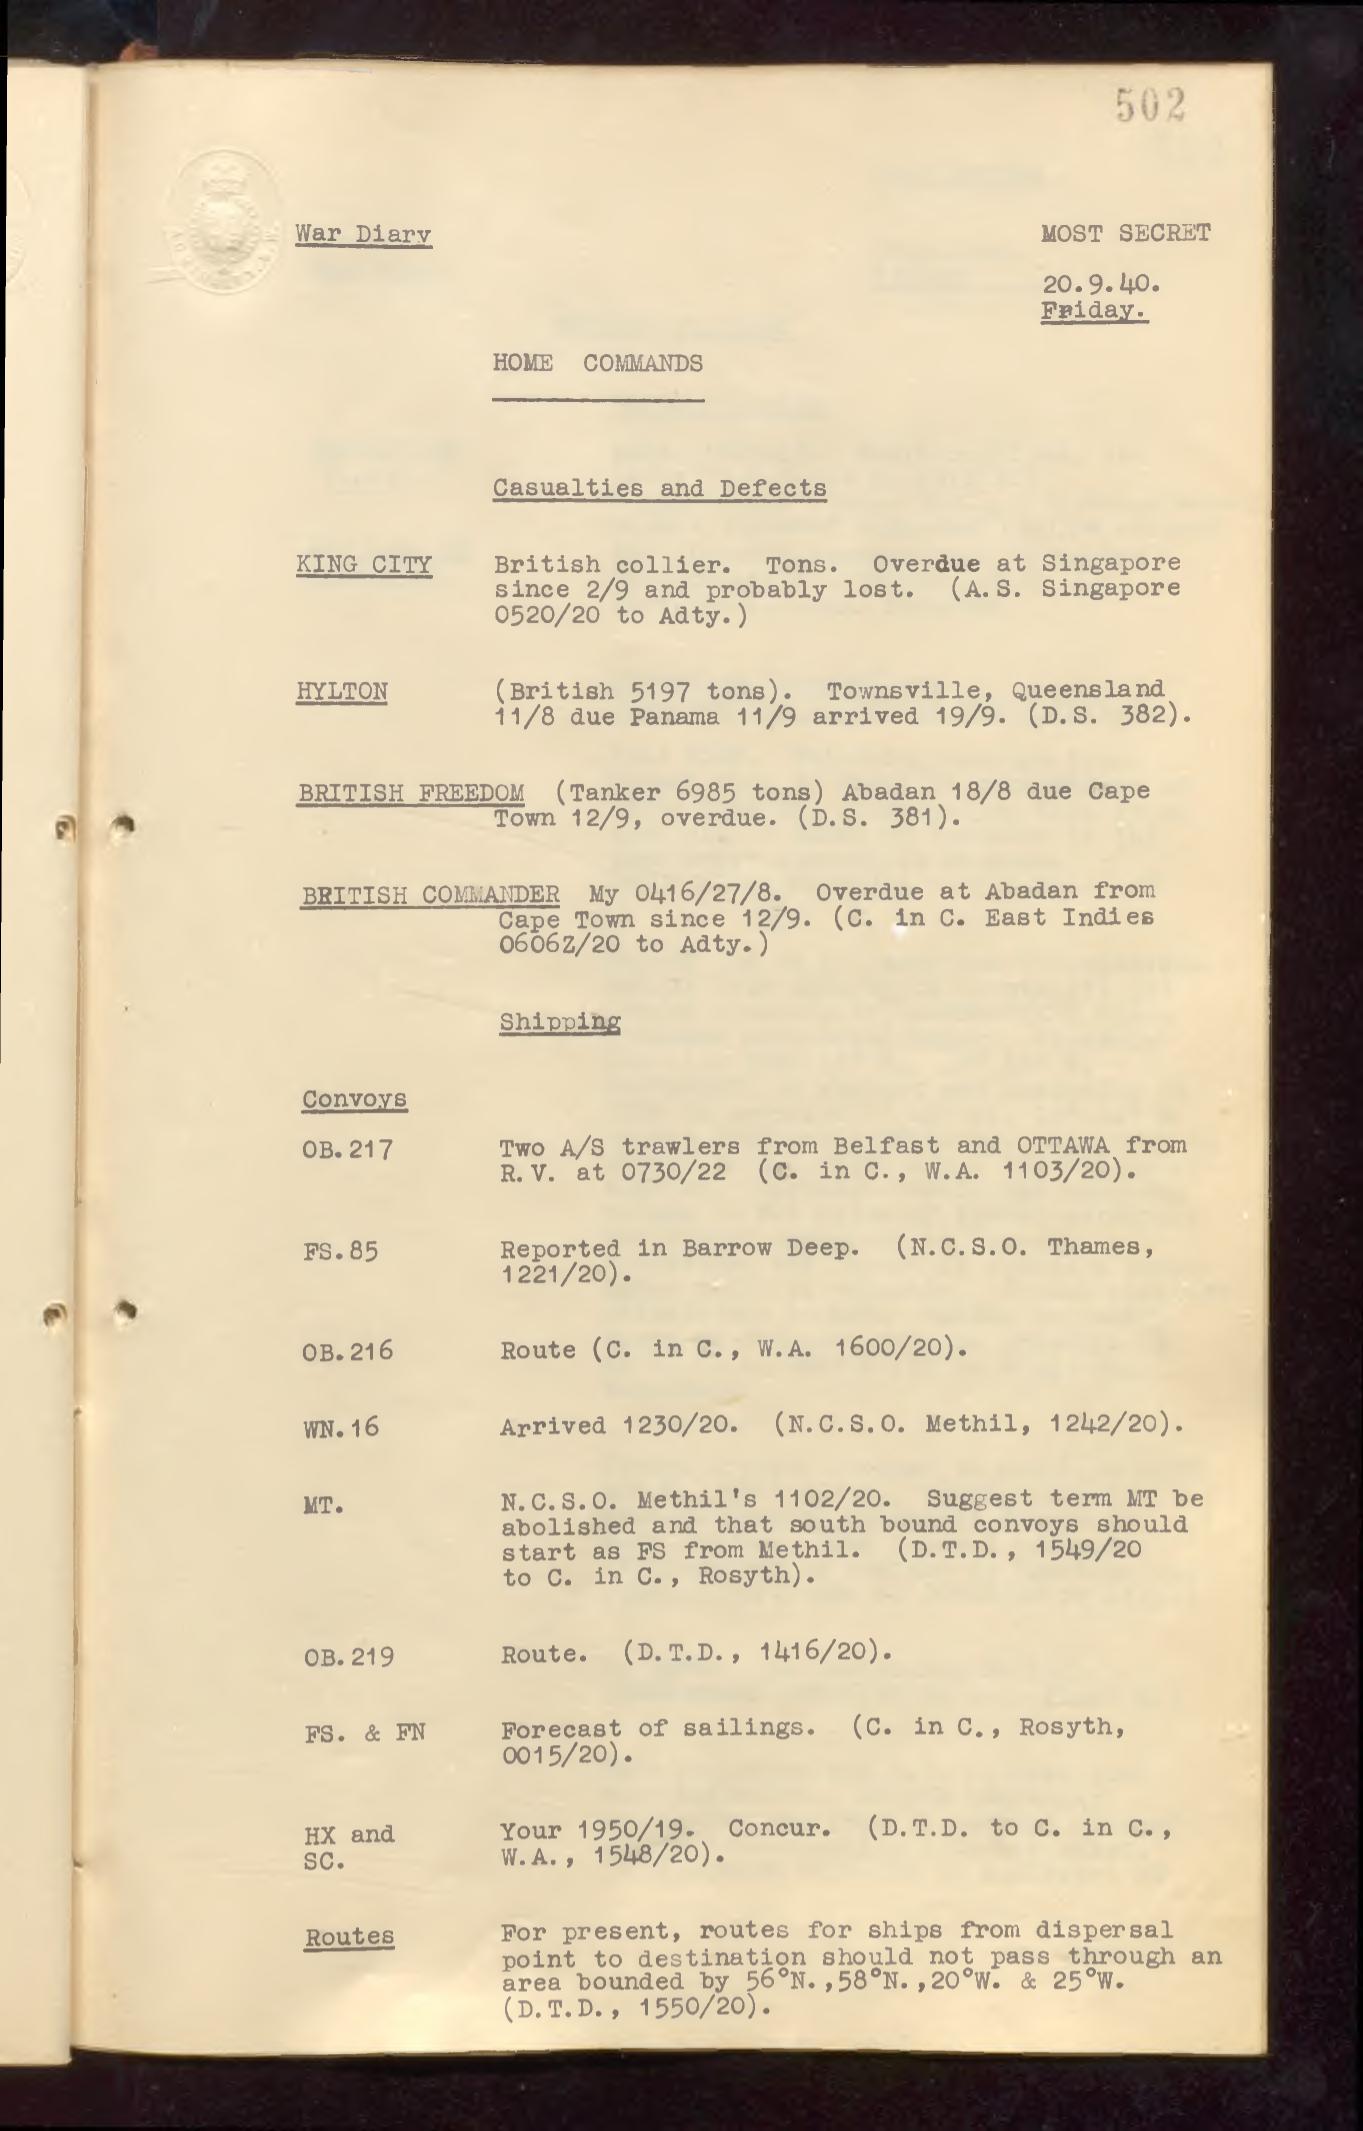 502
War Diary
MOST SECRET
20.9.40.
Friday.
HOME COMMANDS
Casualties and Defects
KING CITY British collier. Tons. Overdue at Singapore
since 2/9 and probably lost. (A.S. Singapore
0520/20 to Adty.)
HYLTON (British 5197 tons). Townsville, Queensland
11/8 due Panama 11/9 arrived 19/9. (D.S. 382).
BRITISH FREEDOM (Tanker 6985 tons) Abadan 18/8 due Cape
Town 12/9, overdue. (D.S. 381).
BRITISH COMMANDER My 0416/27/8. Overdue at Abadan from
Cape Town since 12/9. (C. in C. East Indies
0606Z/20 to Adty.)
Shipping
Convoys
OB.217 Two A/S trawlers from Belfast and OTTAWA from
R.V. at 0730/22 (C. in C., W.A. 1103/20).
FS.85 Reported in Barrow Deep. (N.C.S.O. Thames,
1221/20).
OB.216 Route (C. in C., W.A. 1600/20).
WN.16 Arrived 1230/20. (N.C.S.O. Methil, 1242/20).
MT. N.C.S.O. Methil's 1102/20. Suggest term MT be
abolished and that south bound convoys should
start as FS from Methil. (D.T.D., 1549/20
to C. in C., Rosyth).
OB.219 Route. (D.T.D., 1416/20).
FS. & FN Forecast of sailings. (C. in C., Rosyth,
0015/20).
HX and Your 1950/19. Concur. (D.T.D. to C. in C.,
SC. W.A., 1548/20).
Routes For present, routes for ships from dispersal
point to destination should not pass through an
area bounded by 56°N.,58°N.,20°W. & 25°W.
(D.T.D., 1550/20).